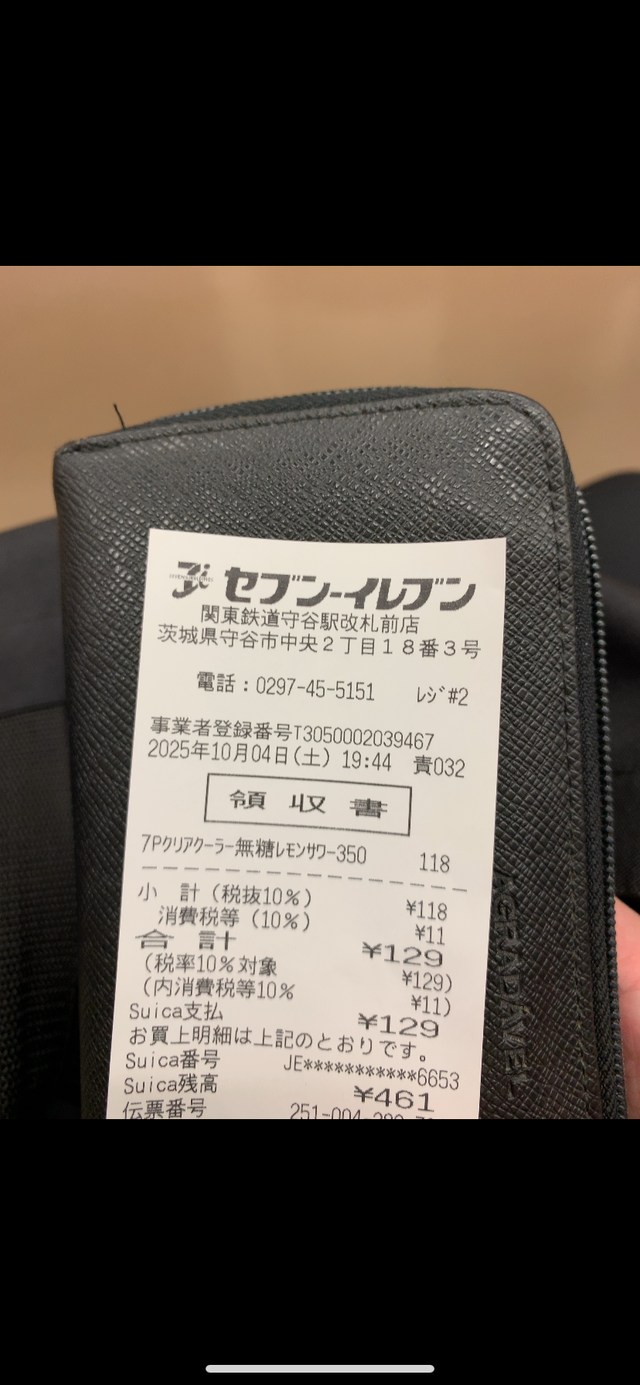 セブン-イレブン
関東鉄道守谷駅改札前店
茨城県守谷市中央2丁目18番3号
電話：0297-45-5151 レジ#2
事業者登録番号T3050002039467
2025年10月04日(土) 19:44 責032
領収書
7Pクリアクーラー無糖レモンサワー350 118
小計(税抜10%) ¥118
消費税等(10%) ¥11
合計 ¥129
(税率10%対象 ¥129)
(内消費税等10% ¥11)
Suica支払 ¥129
お買上明細は上記のとおりです。
Suica番号 JE***********6653
Suica残高 ¥461
伝票番号
AGRADÁVEL